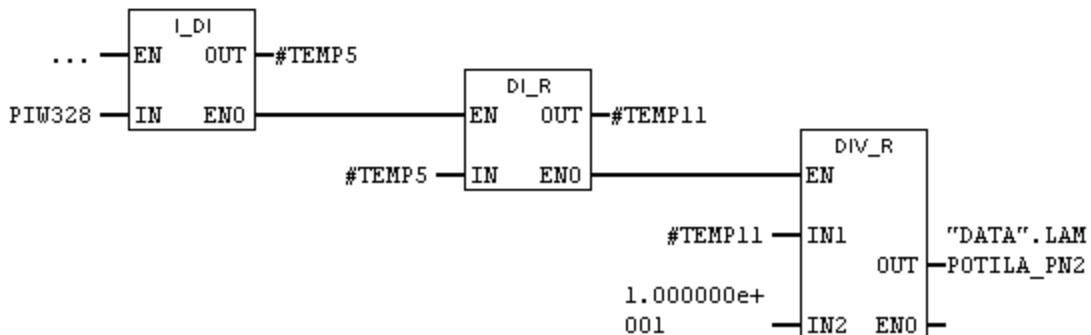 I_DI
... EN OUT #TEMP5
PIW328 IN ENO
DI_R
EN OUT #TEMP11
#TEMP5 IN ENO
DIV_R
EN
#TEMP11 IN1
"DATA".LAM
OUT POTILA_PN2
1.000000e+
001 IN2 ENO